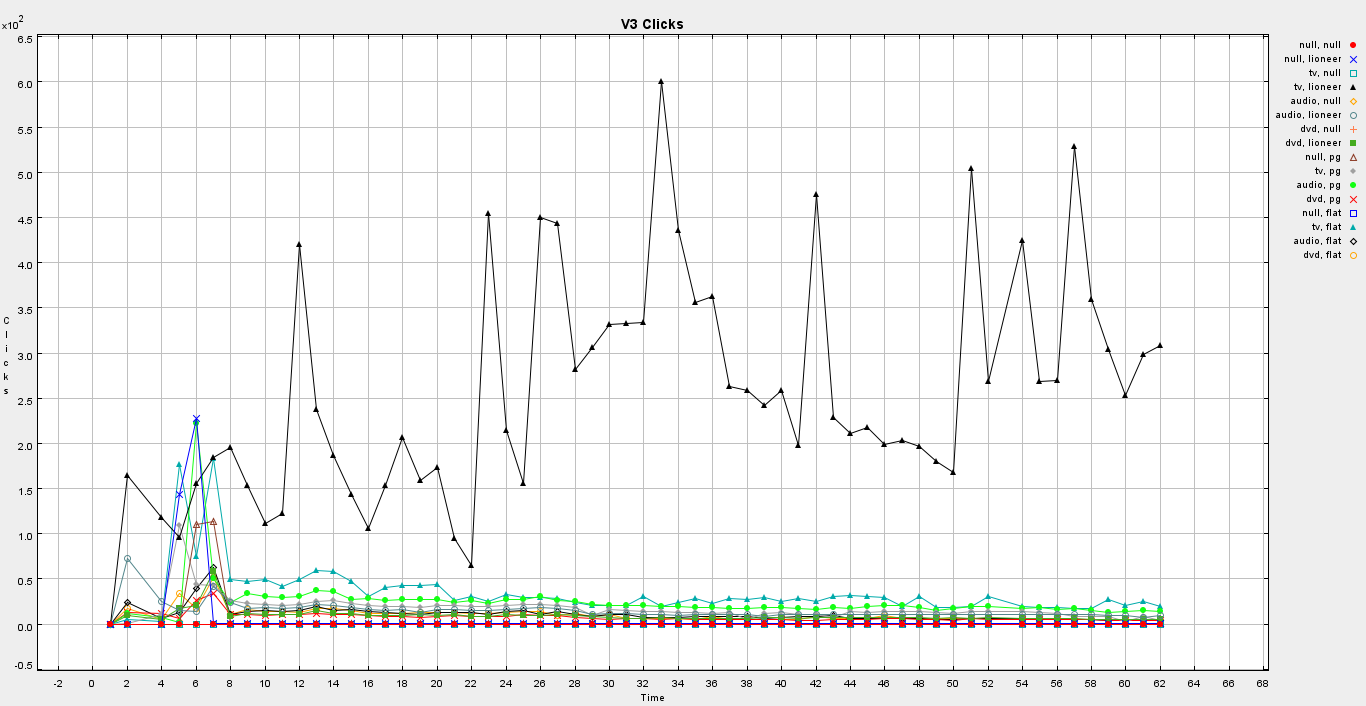 V3 Clicks
x10²
6.5
6.0
5.5
5.0
4.5
4.0
3.5
3.0
2.5
2.0
1.5
1.0
0.5
0.0
-0.5
Clicks
-2 0 2 4 6 8 10 12 14 16 18 20 22 24 26 28 30 32 34 36 38 40 42 44 46 48 50 52 54 56 58 60 62 64 66 68
Time
null, null
null, lioneer
tv, null
tv, lioneer
audio, null
audio, lioneer
dvd, null
dvd, lioneer
null, pg
tv, pg
audio, pg
dvd, pg
null, flat
tv, flat
audio, flat
dvd, flat